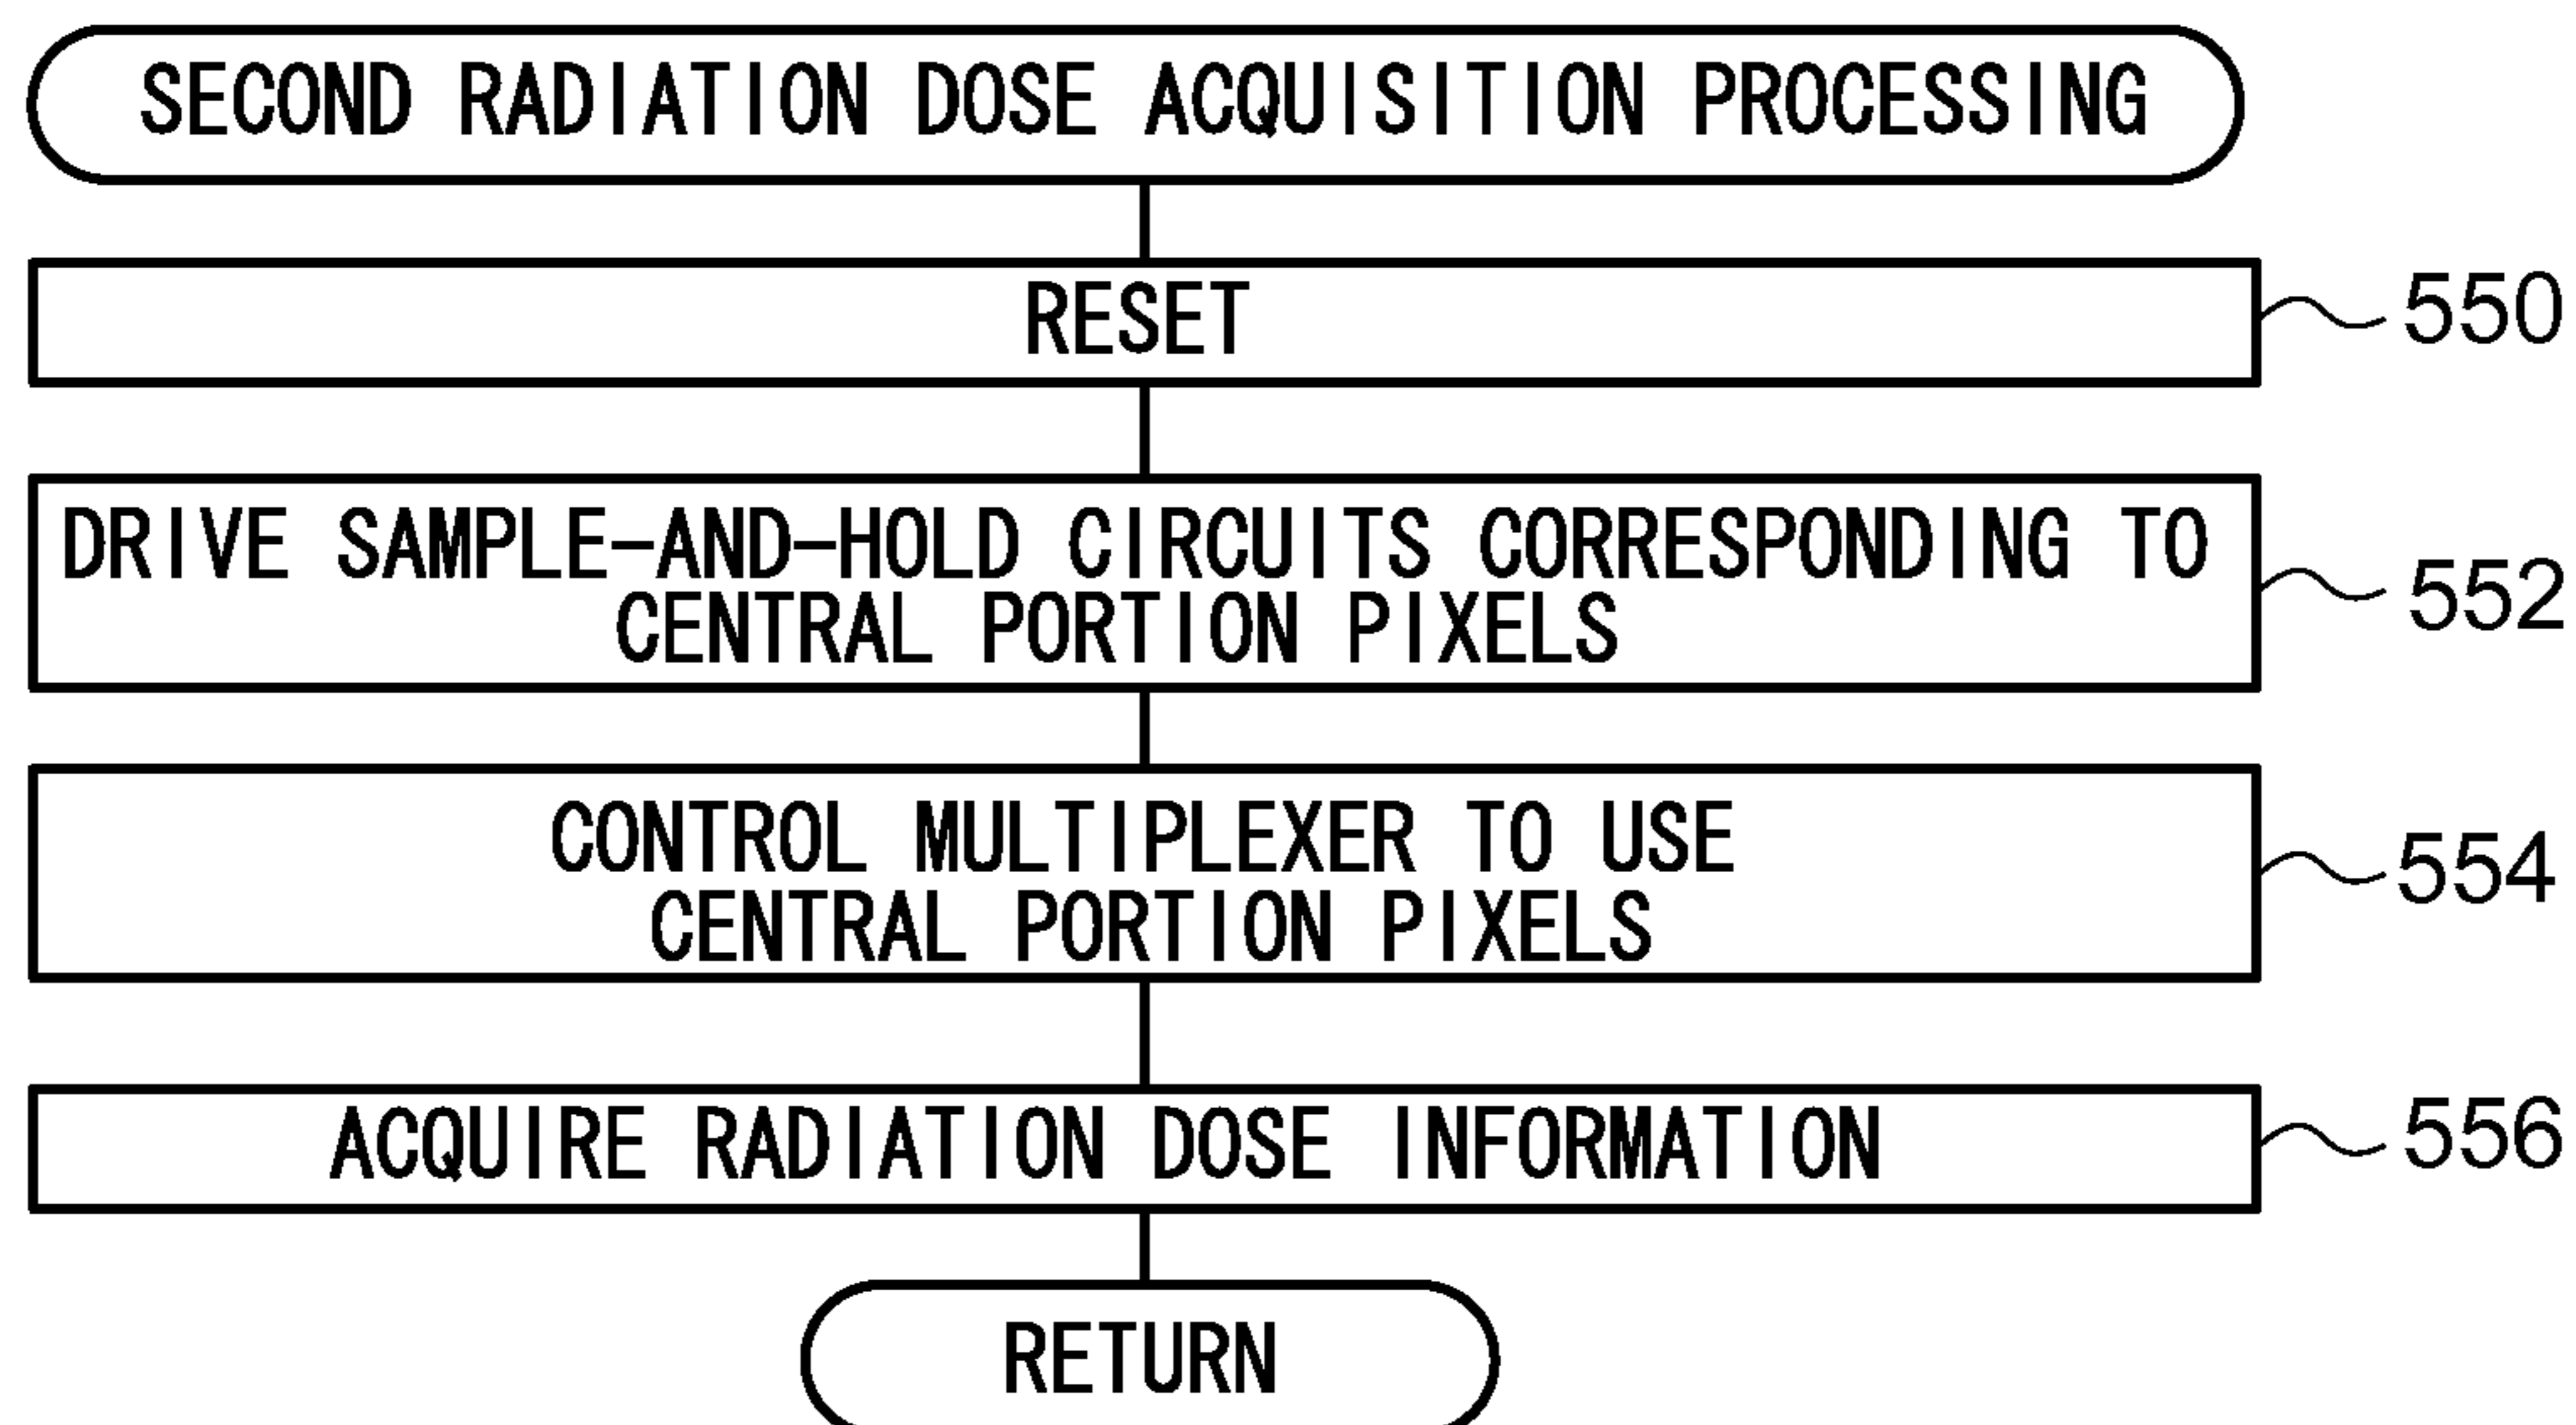 SECOND RADIATION DOSE ACQUISITION PROCESSING
RESET
550
DRIVE SAMPLE-AND-HOLD CIRCUITS CORRESPONDING TO
CENTRAL PORTION PIXELS
552
CONTROL MULTIPLEXER TO USE
CENTRAL PORTION PIXELS
554
ACQUIRE RADIATION DOSE INFORMATION
556
RETURN